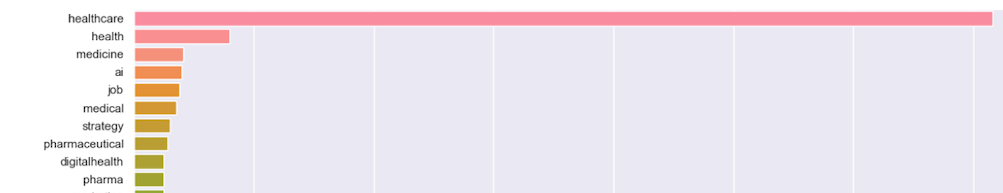 healthcare
health
medicine
ai
job
medical
strategy
pharmaceutical
digitalhealth
pharma